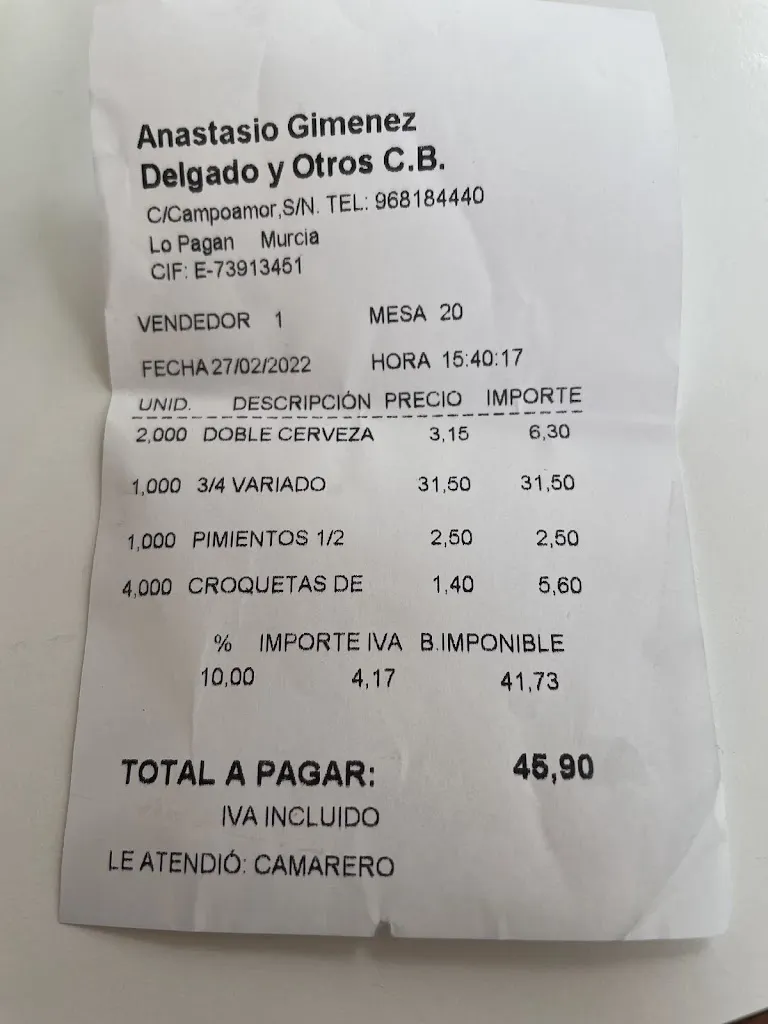 Anastasio Gimenez
Delgado y Otros C.B.
C/Campoamor,S/N. TEL: 968184440
Lo Pagan Murcia
CIF: E-73913451
VENDEDOR 1 MESA 20
FECHA 27/02/2022 HORA 15:40:17
UNID. DESCRIPCIÓN PRECIO IMPORTE
2,000 DOBLE CERVEZA 3,15 6,30
1,000 3/4 VARIADO 31,50 31,50
1,000 PIMIENTOS 1/2 2,50 2,50
4,000 CROQUETAS DE 1,40 5,60
% IMPORTE IVA B.IMPONIBLE
10,00 4,17 41,73
TOTAL A PAGAR: 45,90
IVA INCLUIDO
LE ATENDIÓ: CAMARERO